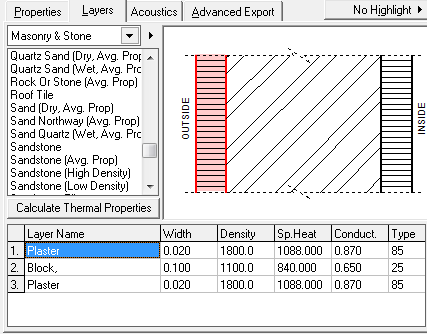 Properties Layers Acoustics Advanced Export No Highlight
Masonry & Stone
Quartz Sand (Dry, Avg. Prop)
Quartz Sand (Wet, Avg. Prop)
Rock Or Stone (Avg. Prop)
Roof Tile
Sand (Dry, Avg. Prop)
Sand Northway (Avg. Prop)
Sand Quartz (Wet, Avg. Prop)
Sandstone
Sandstone (Avg. Prop)
Sandstone (High Density)
Sandstone (Low Density)
Calculate Thermal Properties
OUTSIDE
INSIDE
Layer Name Width Density Sp.Heat Conduct. Type
1. Plaster 0.020 1800.0 1088.000 0.870 85
2. Block, 0.100 1100.0 840.000 0.650 25
3. Plaster 0.020 1800.0 1088.000 0.870 85